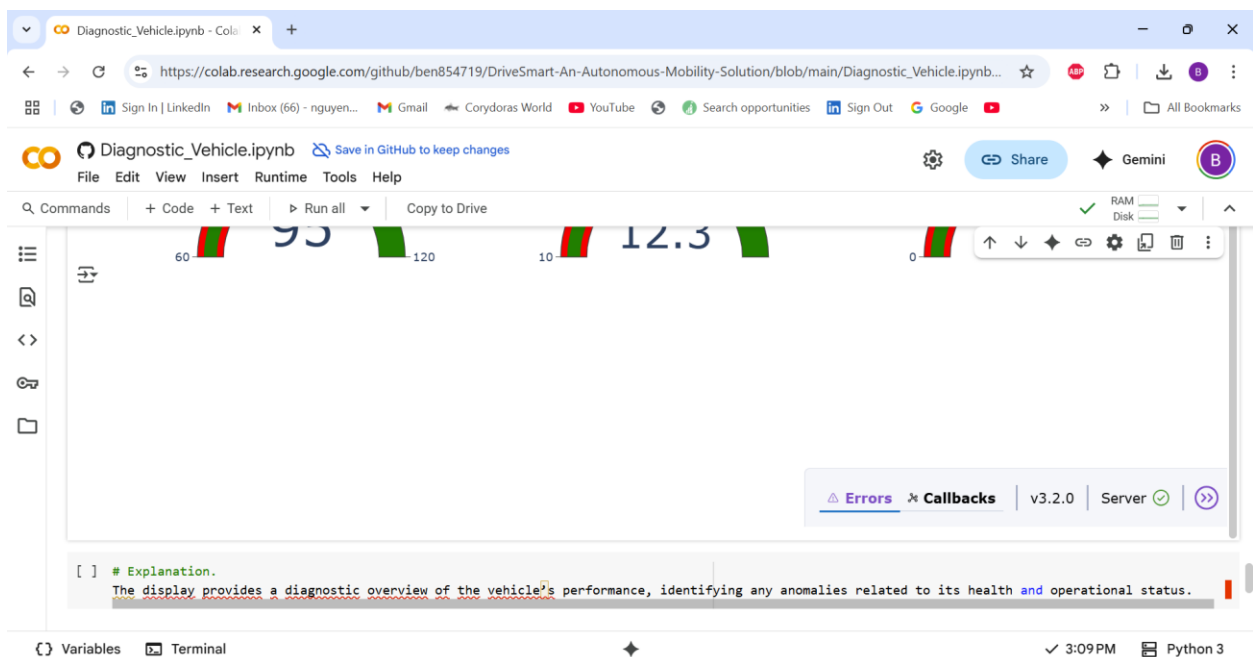 Diagnostic_Vehicle.ipynb - Cola
https://colab.research.google.com/github/ben854719/DriveSmart-An-Autonomous-Mobility-Solution/blob/main/Diagnostic_Vehicle.ipynb...
ABP
B
Sign In | LinkedIn Inbox (66) - nguyen... Gmail Corydoras World YouTube Search opportunities Sign Out Google » All Bookmarks
CO Diagnostic_Vehicle.ipynb Save in GitHub to keep changes
Share Gemini B
File Edit View Insert Runtime Tools Help
Commands + Code + Text Run all Copy to Drive RAM
Disk
95 12.3
60 120 10 0
Errors Callbacks v3.2.0 Server
[ ] # Explanation.
The display provides a diagnostic overview of the vehicle’s performance, identifying any anomalies related to its health and operational status.
{} Variables Terminal 3:09 PM Python 3